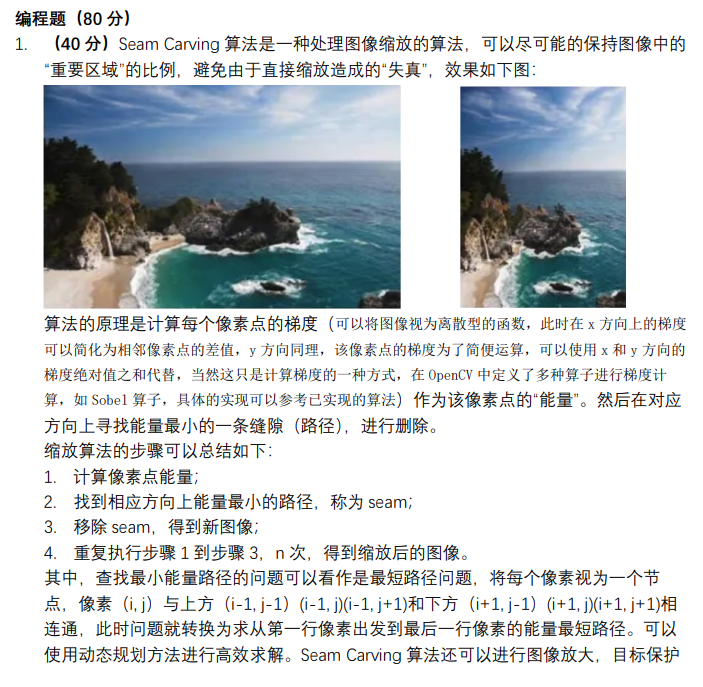 编程题（80 分）
1. （40 分）Seam Carving 算法是一种处理图像缩放的算法，可以尽可能的保持图像中的
“重要区域”的比例，避免由于直接缩放造成的“失真”，效果如下图：
算法的原理是计算每个像素点的梯度（可以将图像视为离散型的函数，此时在 x 方向上的梯度
可以简化为相邻像素点的差值，y 方向同理，该像素点的梯度为了简便运算，可以使用 x 和 y 方向的
梯度绝对值之和代替，当然这只是计算梯度的一种方式，在 OpenCV 中定义了多种算子进行梯度计
算，如 Sobel 算子，具体的实现可以参考已实现的算法）作为该像素点的“能量”。然后在对应
方向上寻找能量最小的一条缝隙（路径），进行删除。
缩放算法的步骤可以总结如下：
1. 计算像素点能量；
2. 找到相应方向上能量最小的路径，称为 seam；
3. 移除 seam，得到新图像；
4. 重复执行步骤 1 到步骤 3，n 次，得到缩放后的图像。
其中，查找最小能量路径的问题可以看作是最短路径问题，将每个像素视为一个节
点，像素（i, j）与上方（i-1, j-1）(i-1, j)(i-1, j+1)和下方（i+1, j-1）(i+1, j)(i+1, j+1)相
连通，此时问题就转换为求从第一行像素出发到最后一行像素的能量最短路径。可以
使用动态规划方法进行高效求解。Seam Carving 算法还可以进行图像放大，目标保护